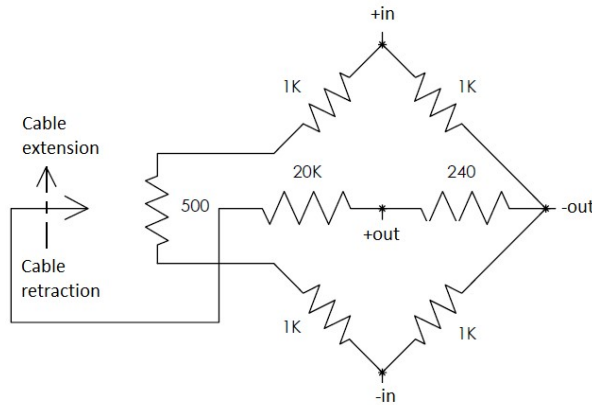 +in
1K
1K
Cable
extension
20K
240
500
-out
+out
Cable
retraction
1K
1K
-in